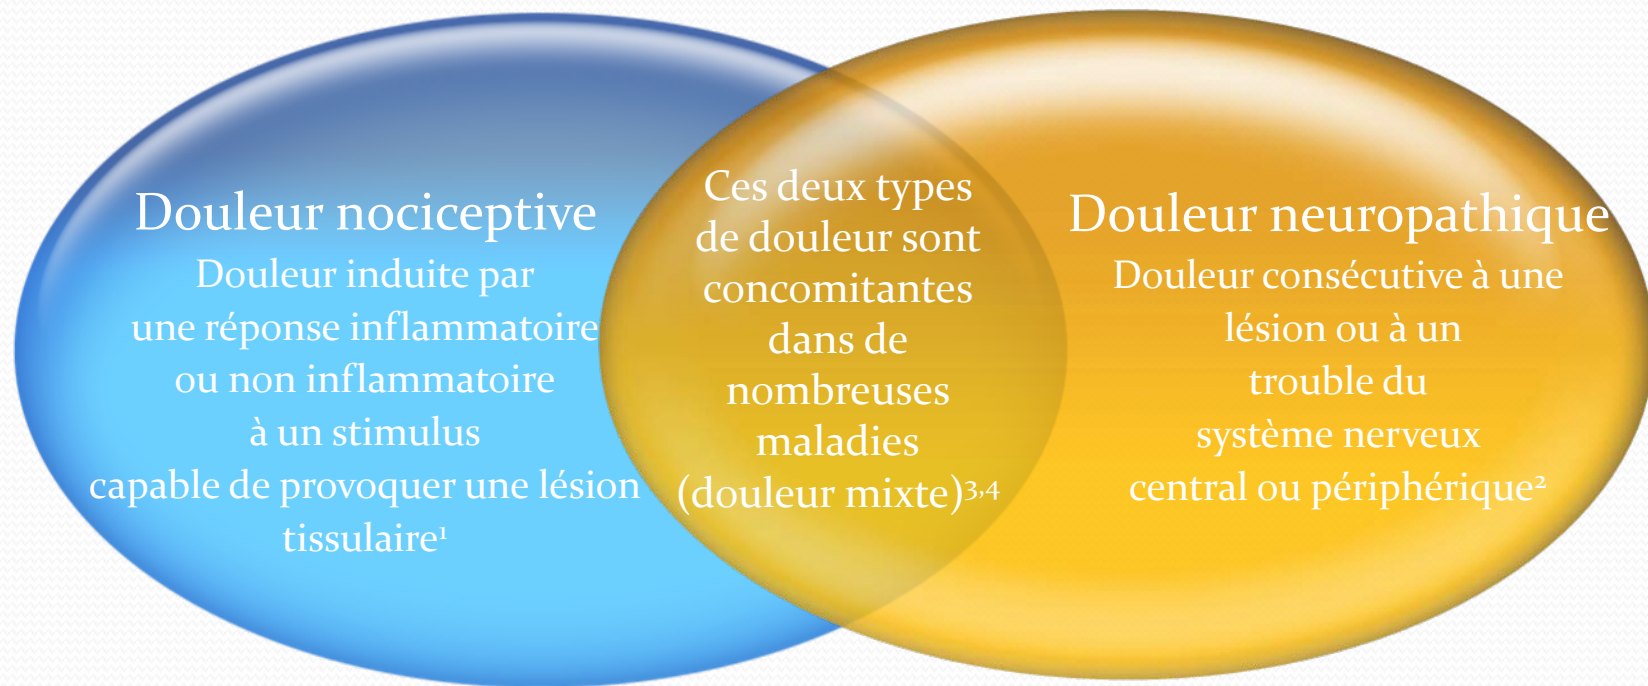 Douleur nociceptive
Douleur induite par
une réponse inflammatoire
ou non inflammatoire
à un stimulus
capable de provoquer une lésion
tissulaire¹
Ces deux types
de douleur sont
concomitantes
dans de
nombreuses
maladies
(douleur mixte)³,⁴
Douleur neuropathique
Douleur consécutive à une
lésion ou à un
trouble du
système nerveux
central ou périphérique²